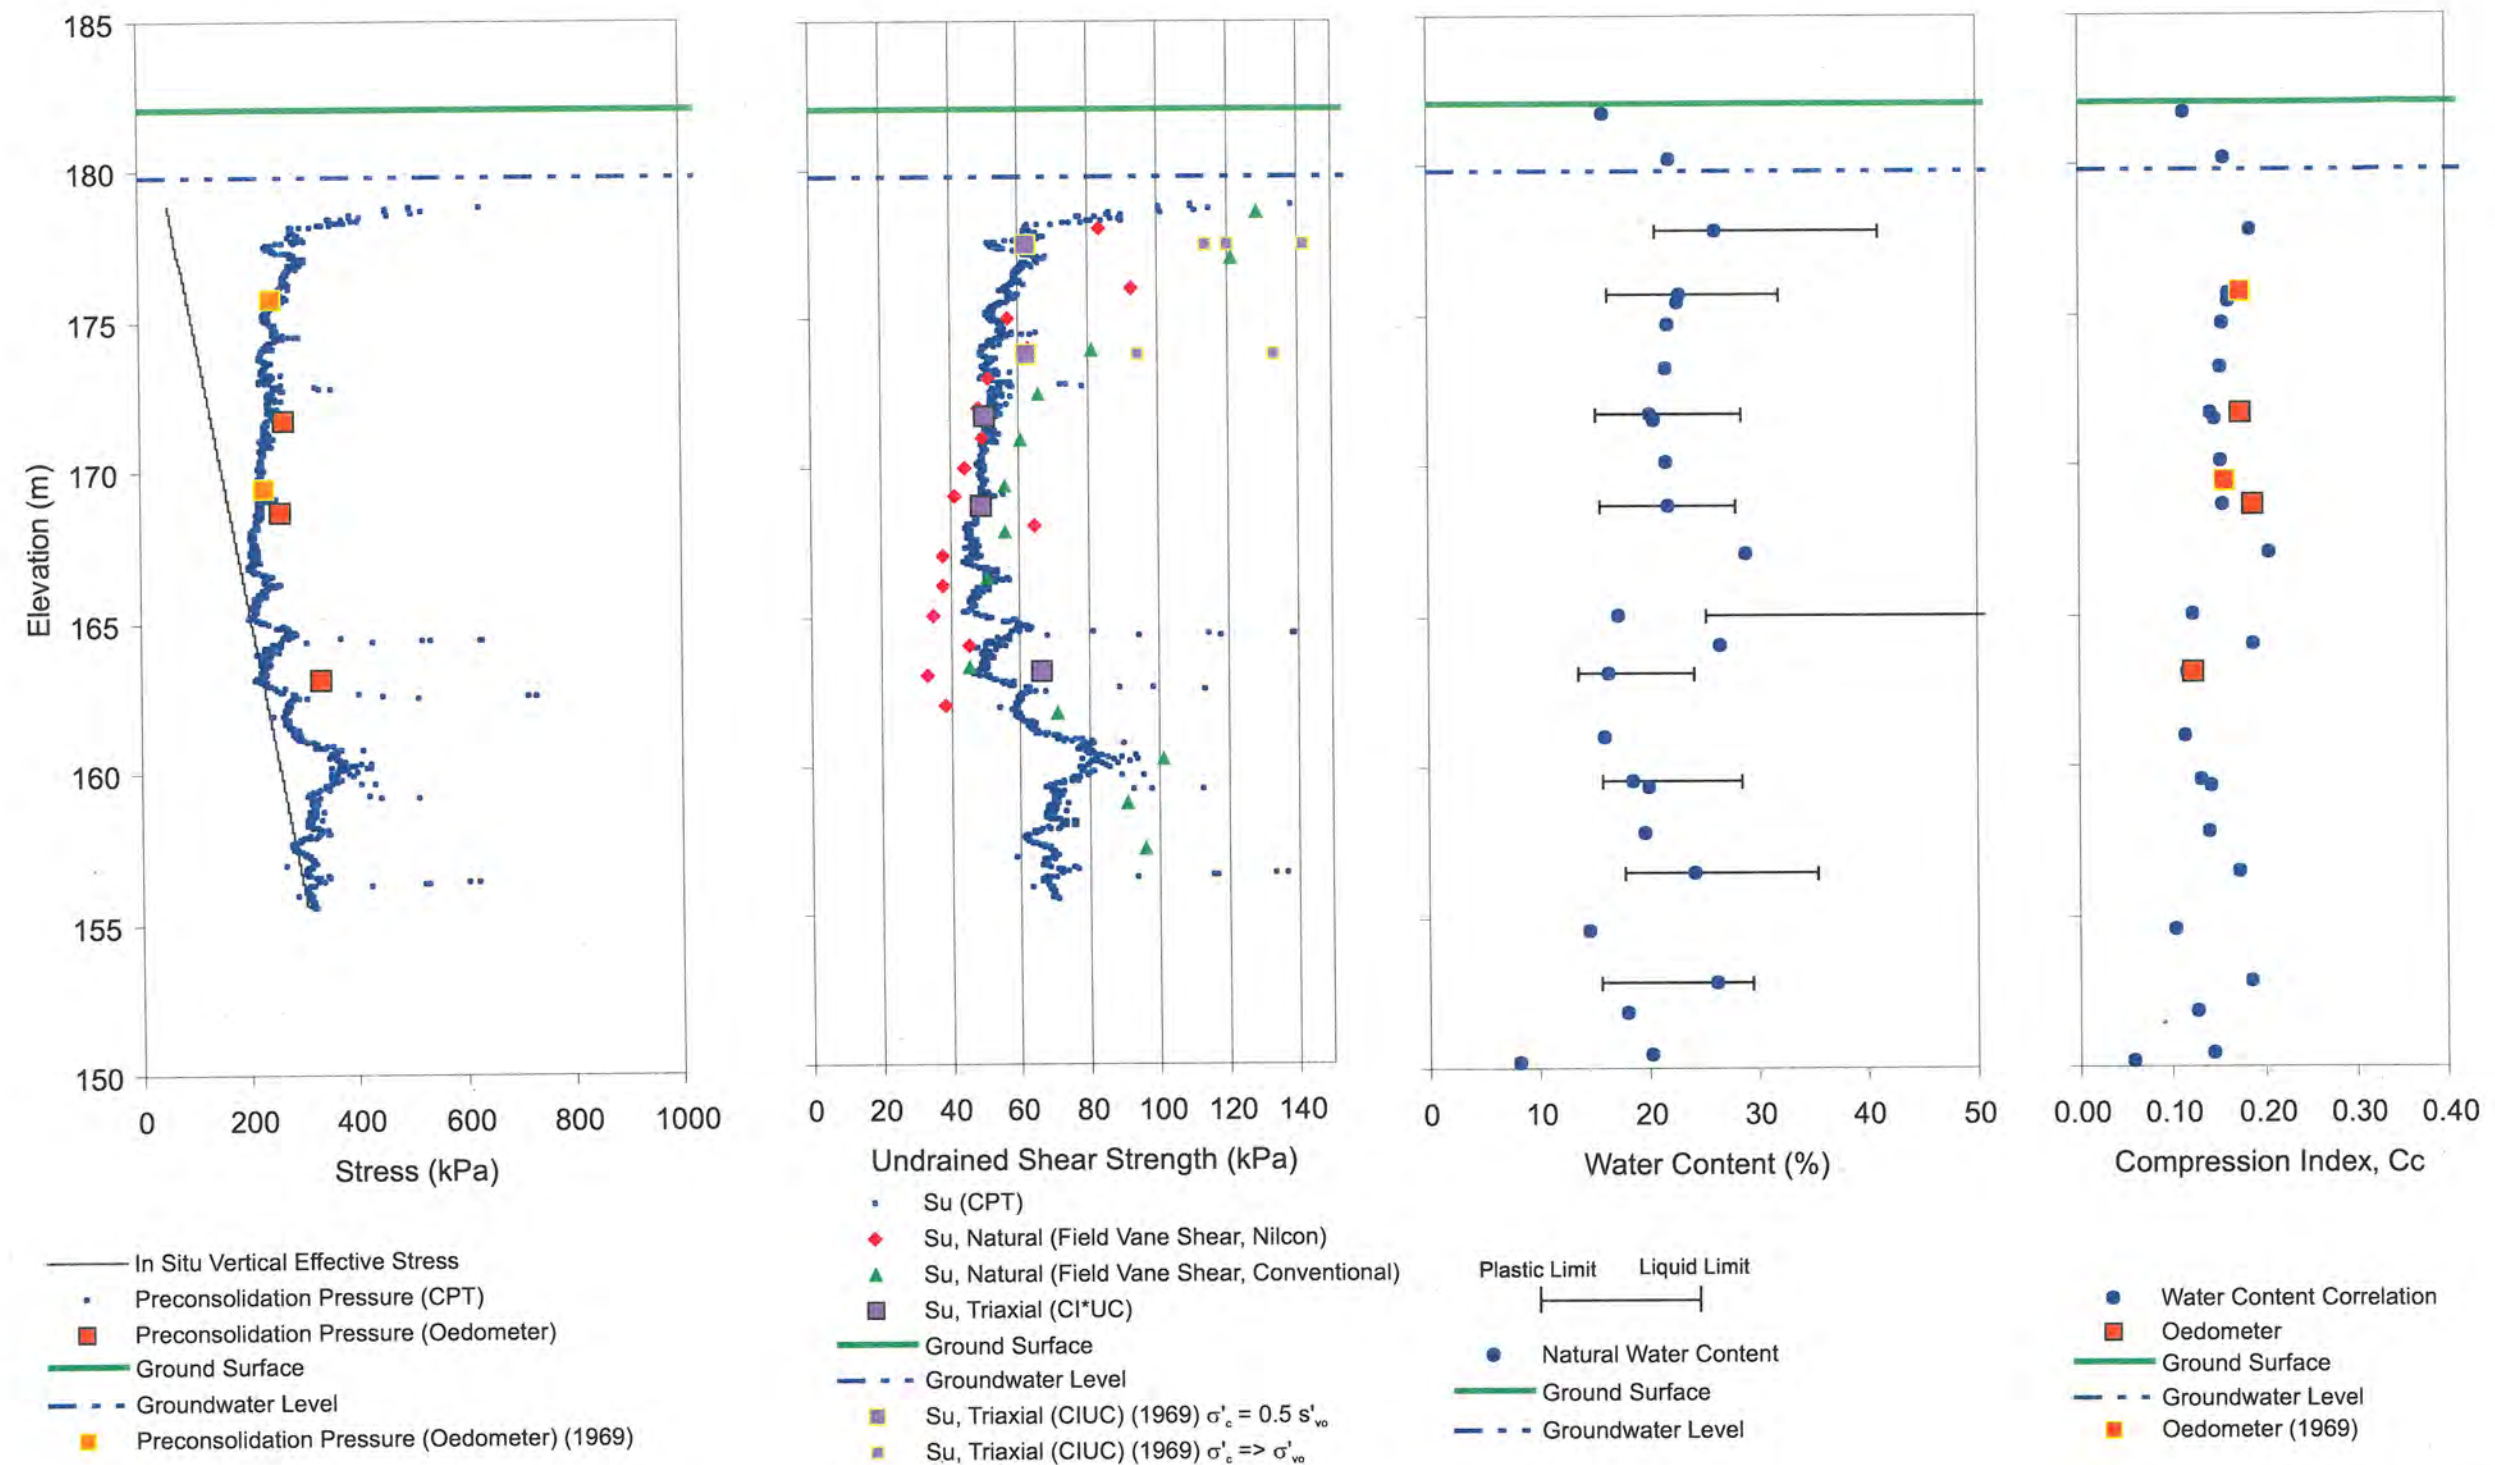 185
180
175
170
165
160
155
150
Elevation (m)
0 200 400 600 800 1000
Stress (kPa)
In Situ Vertical Effective Stress
Preconsolidation Pressure (CPT)
Preconsolidation Pressure (Oedometer)
Ground Surface
Groundwater Level
Preconsolidation Pressure (Oedometer) (1969)
0 20 40 60 80 100 120 140
Undrained Shear Strength (kPa)
Su (CPT)
Su, Natural (Field Vane Shear, Nilcon)
Su, Natural (Field Vane Shear, Conventional)
Su, Triaxial (CI*UC)
Ground Surface
Groundwater Level
Su, Triaxial (CIUC) (1969) σ'c = 0.5 s'vo
Su, Triaxial (CIUC) (1969) σ'c => σ'vo
0 10 20 30 40 50
Water Content (%)
Plastic Limit Liquid Limit
Natural Water Content
Ground Surface
Groundwater Level
0.00 0.10 0.20 0.30 0.40
Compression Index, Cc
Water Content Correlation
Oedometer
Ground Surface
Groundwater Level
Oedometer (1969)